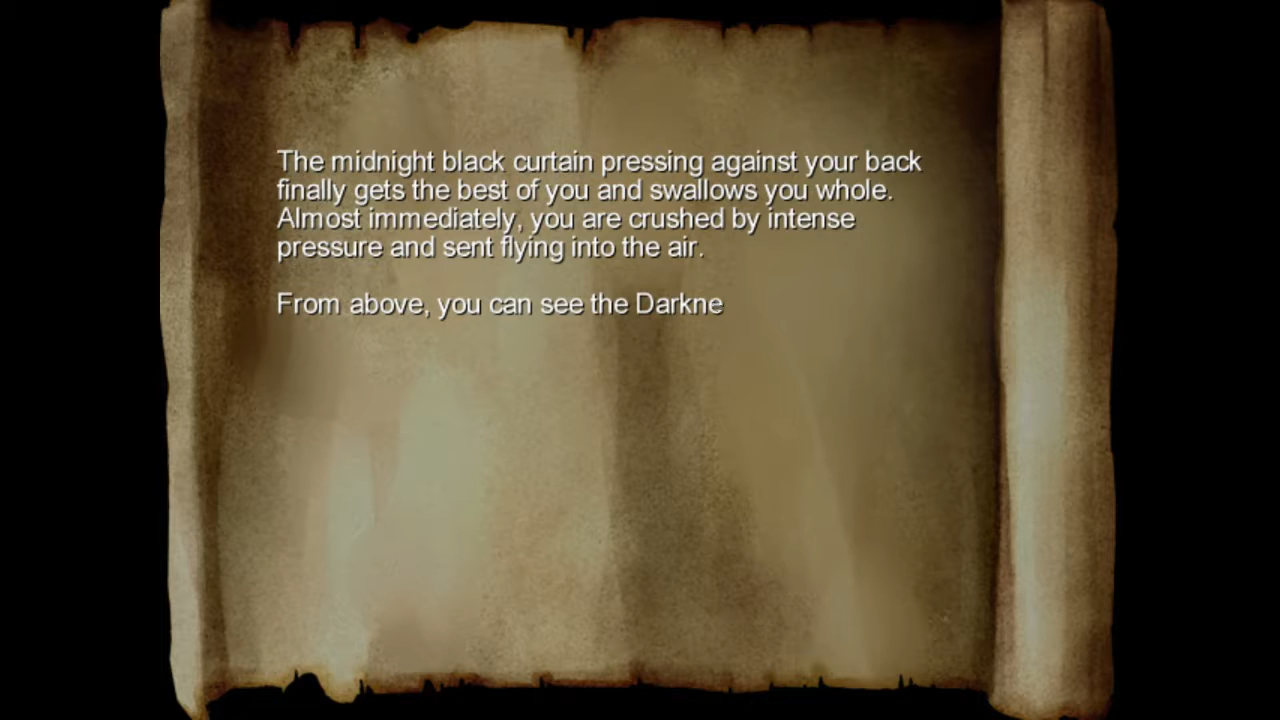 The midnight black curtain pressing against your back
finally gets the best of you and swallows you whole.
Almost immediately, you are crushed by intense
pressure and sent flying into the air.
From above, you can see the Darkne